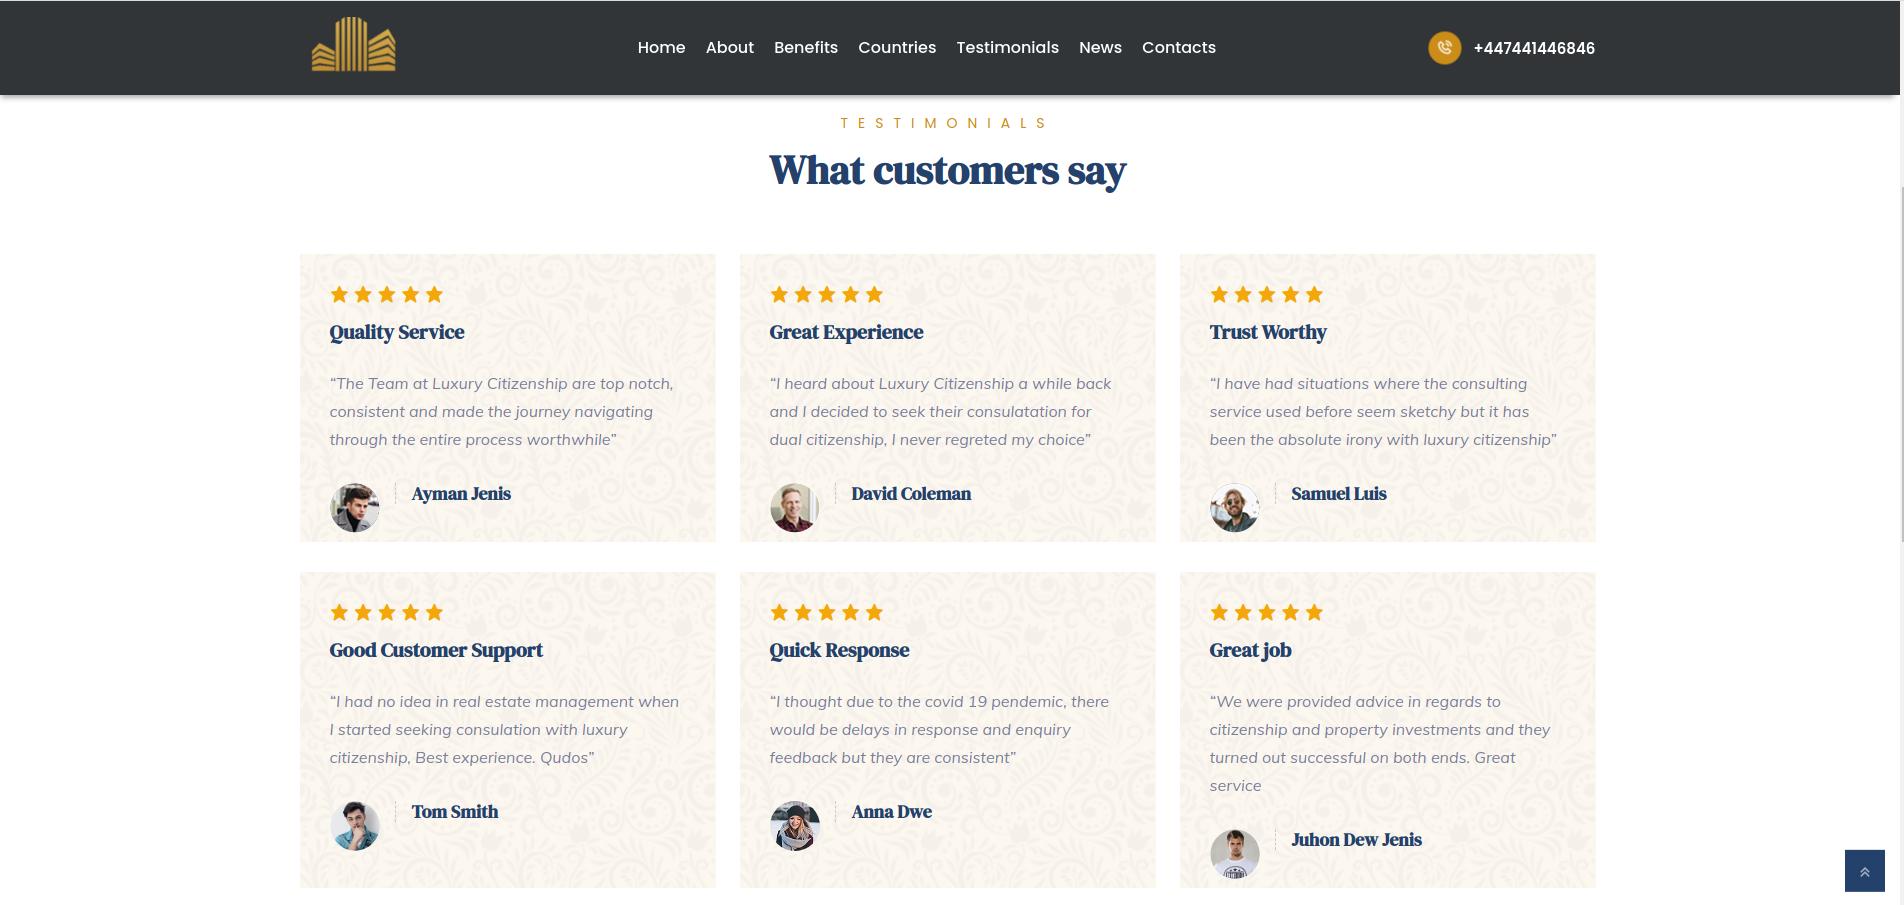 Home About Benefits Countries Testimonials News Contacts +447441446846
TESTIMONIALS
What customers say
Quality Service
“The Team at Luxury Citizenship are top notch,
consistent and made the journey navigating
through the entire process worthwhile”
Ayman Jenis
Great Experience
“I heard about Luxury Citizenship a while back
and I decided to seek their consulatation for
dual citizenship, I never regreted my choice”
David Coleman
Trust Worthy
“I have had situations where the consulting
service used before seem sketchy but it has
been the absolute irony with luxury citizenship”
Samuel Luis
Good Customer Support
“I had no idea in real estate management when
I started seeking consulation with luxury
citizenship, Best experience. Qudos”
Tom Smith
Quick Response
“I thought due to the covid 19 pendemic, there
would be delays in response and enquiry
feedback but they are consistent”
Anna Dwe
Great job
“We were provided advice in regards to
citizenship and property investments and they
turned out successful on both ends. Great
service
Juhon Dew Jenis